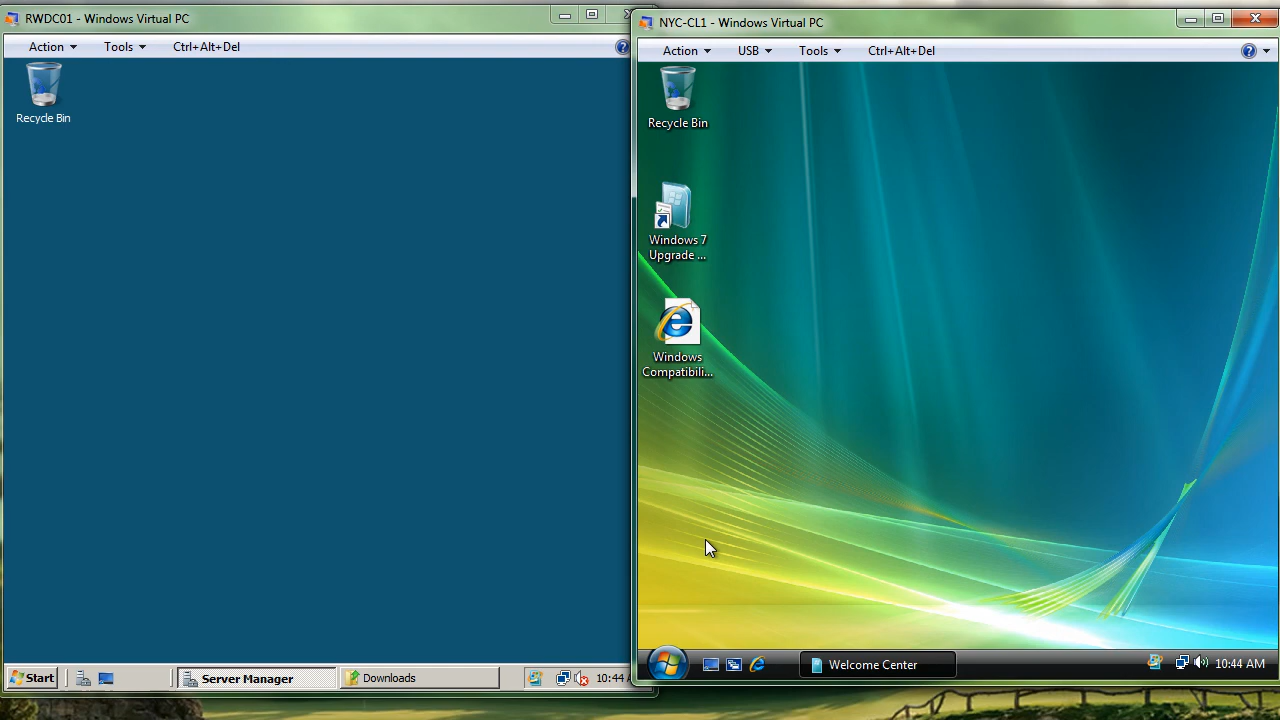 RWDC01 - Windows Virtual PC
Action Tools Ctrl+Alt+Del
Recycle Bin
Start Server Manager Downloads 10:44
NYC-CL1 - Windows Virtual PC
Action USB Tools Ctrl+Alt+Del
Recycle Bin
Windows 7
Upgrade ...
Windows
Compatibili...
Welcome Center 10:44 AM